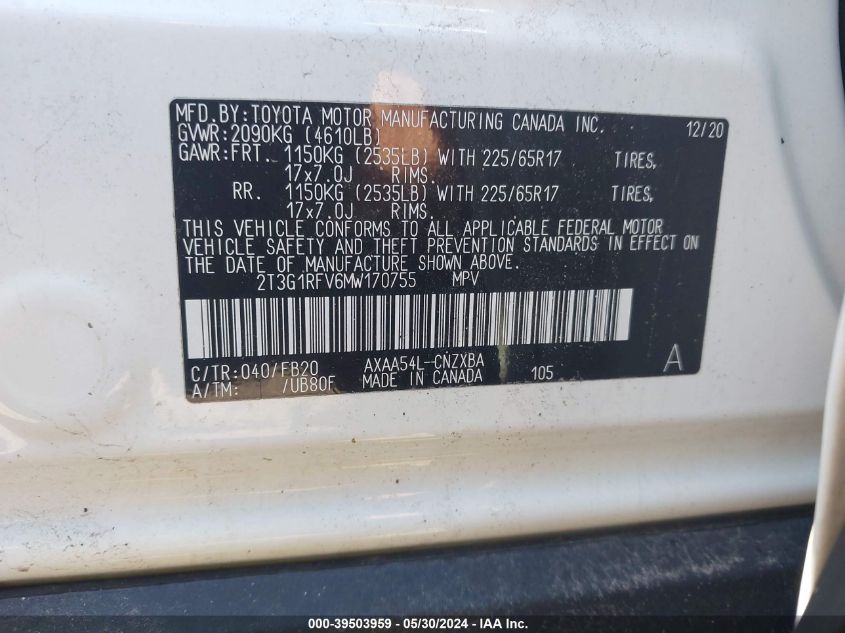 MFD.BY:TOYOTA MOTOR MANUFACTURING CANADA INC. 12/20
GVWR:2090KG (4610LB)
GAWR:FRT. 1150KG (2535LB) WITH 225/65R17 TIRES,
17x7.0J RIMS.
RR. 1150KG (2535LB) WITH 225/65R17 TIRES,
17x7.0J RIMS.
THIS VEHICLE CONFORMS TO ALL APPLICABLE FEDERAL MOTOR
VEHICLE SAFETY AND THEFT PREVENTION STANDARDS IN EFFECT ON
THE DATE OF MANUFACTURE SHOWN ABOVE.
2T3G1RFV6MW170755 MPV
C/TR:040/FB20 AXAA54L-CNZXBA A
A/TM: /UB80F MADE IN CANADA 105
000-39503959 / 05/30/2024 - IAA Inc.